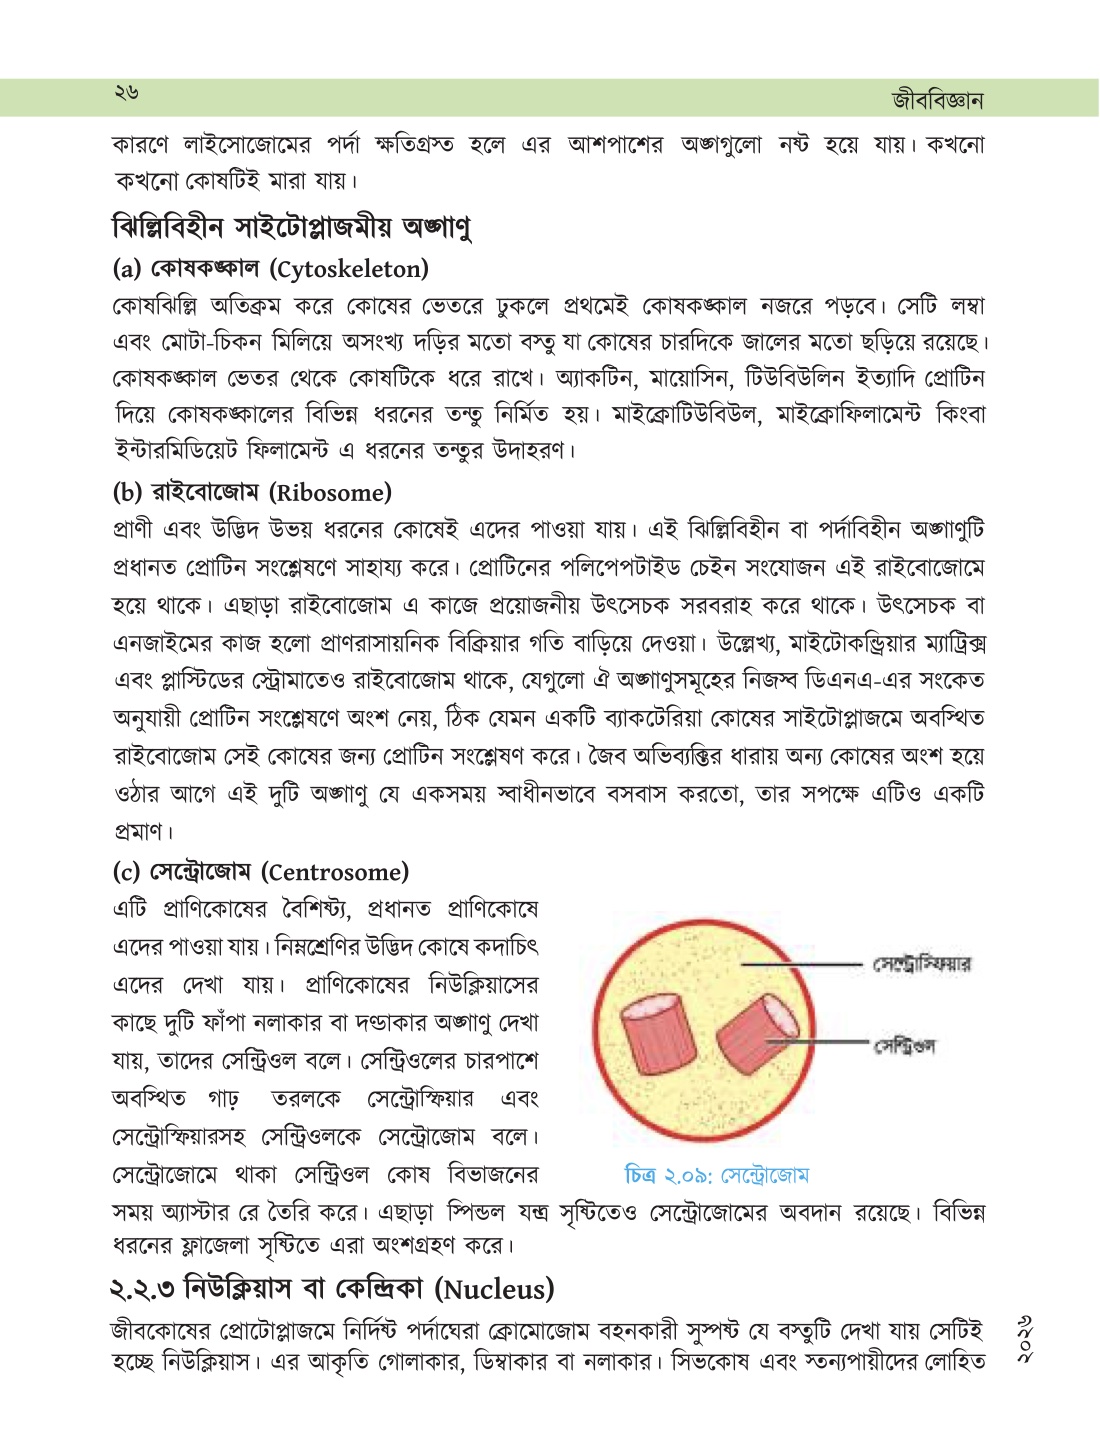 ২৬
জীববিজ্ঞান
কারণে লাইসোজোমের পর্দা ক্ষতিগ্রস্ত হলে এর আশপাশের অঙ্গগুলো নষ্ট হয়ে যায়। কখনো
কখনো কোষটিই মারা যায়।
ঝিল্লিবিহীন সাইটোপ্লাজমীয় অঙ্গাণু
(a) কোষকঙ্কাল (Cytoskeleton)
কোষঝিল্লি অতিক্রম করে কোষের ভেতরে ঢুকলে প্রথমেই কোষকঙ্কাল নজরে পড়বে। সেটি লম্বা
এবং মোটা-চিকন মিলিয়ে অসংখ্য দড়ির মতো বস্তু যা কোষের চারদিকে জালের মতো ছড়িয়ে রয়েছে।
কোষকঙ্কাল ভেতর থেকে কোষটিকে ধরে রাখে। অ্যাকটিন, মায়োসিন, টিউবিউলিন ইত্যাদি প্রোটিন
দিয়ে কোষকঙ্কালের বিভিন্ন ধরনের তন্তু নির্মিত হয়। মাইক্রোটিউবিউল, মাইক্রোফিলামেন্ট কিংবা
ইন্টারমিডিয়েট ফিলামেন্ট এ ধরনের তন্তুর উদাহরণ।
(b) রাইবোজোম (Ribosome)
প্রাণী এবং উদ্ভিদ উভয় ধরনের কোষেই এদের পাওয়া যায়। এই ঝিল্লিবিহীন বা পর্দাবিহীন অঙ্গাণুটি
প্রধানত প্রোটিন সংশ্লেষণে সাহায্য করে। প্রোটিনের পলিপেপটাইড চেইন সংযোজন এই রাইবোজোমে
হয়ে থাকে। এছাড়া রাইবোজোম এ কাজে প্রয়োজনীয় উৎসেচক সরবরাহ করে থাকে। উৎসেচক বা
এনজাইমের কাজ হলো প্রাণরাসায়নিক বিক্রিয়ার গতি বাড়িয়ে দেওয়া। উল্লেখ্য, মাইটোকন্ড্রিয়ার ম্যাট্রিক্স
এবং প্লাস্টিডের স্ট্রোমাতেও রাইবোজোম থাকে, যেগুলো ঐ অঙ্গাণুসমূহের নিজস্ব ডিএনএ-এর সংকেত
অনুযায়ী প্রোটিন সংশ্লেষণে অংশ নেয়, ঠিক যেমন একটি ব্যাকটেরিয়া কোষের সাইটোপ্লাজমে অবস্থিত
রাইবোজোম সেই কোষের জন্য প্রোটিন সংশ্লেষণ করে। জৈব অভিব্যক্তির ধারায় অন্য কোষের অংশ হয়ে
ওঠার আগে এই দুটি অঙ্গাণু যে একসময় স্বাধীনভাবে বসবাস করতো, তার সপক্ষে এটিও একটি
প্রমাণ।
(c) সেন্ট্রোজোম (Centrosome)
এটি প্রাণিকোষের বৈশিষ্ট্য, প্রধানত প্রাণিকোষে
এদের পাওয়া যায়। নিম্নশ্রেণির উদ্ভিদ কোষে কদাচিৎ
এদের দেখা যায়। প্রাণিকোষের নিউক্লিয়াসের
কাছে দুটি ফাঁপা নলাকার বা দণ্ডাকার অঙ্গাণু দেখা
যায়, তাদের সেন্ট্রিওল বলে। সেন্ট্রিওলের চারপাশে
অবস্থিত গাঢ় তরলকে সেন্ট্রোস্ফিয়ার এবং
সেন্ট্রোস্ফিয়ারসহ সেন্ট্রিওলকে সেন্ট্রোজোম বলে।
সেন্ট্রোজোমে থাকা সেন্ট্রিওল কোষ বিভাজনের
সেন্ট্রোস্ফিয়ার
সেন্ট্রিওল
চিত্র ২.০৯: সেন্ট্রোজোম
সময় অ্যাস্টার রে তৈরি করে। এছাড়া স্পিন্ডল যন্ত্র সৃষ্টিতেও সেন্ট্রোজোমের অবদান রয়েছে। বিভিন্ন
ধরনের ফ্লাজেলা সৃষ্টিতে এরা অংশগ্রহণ করে।
২.২.৩ নিউক্লিয়াস বা কেন্দ্রিকা (Nucleus)
জীবকোষের প্রোটোপ্লাজমে নির্দিষ্ট পর্দাঘেরা ক্রোমোজোম বহনকারী সুস্পষ্ট যে বস্তুটি দেখা যায় সেটিই
হচ্ছে নিউক্লিয়াস। এর আকৃতি গোলাকার, ডিম্বাকার বা নলাকার। সিভকোষ এবং স্তন্যপায়ীদের লোহিত
২০২৬